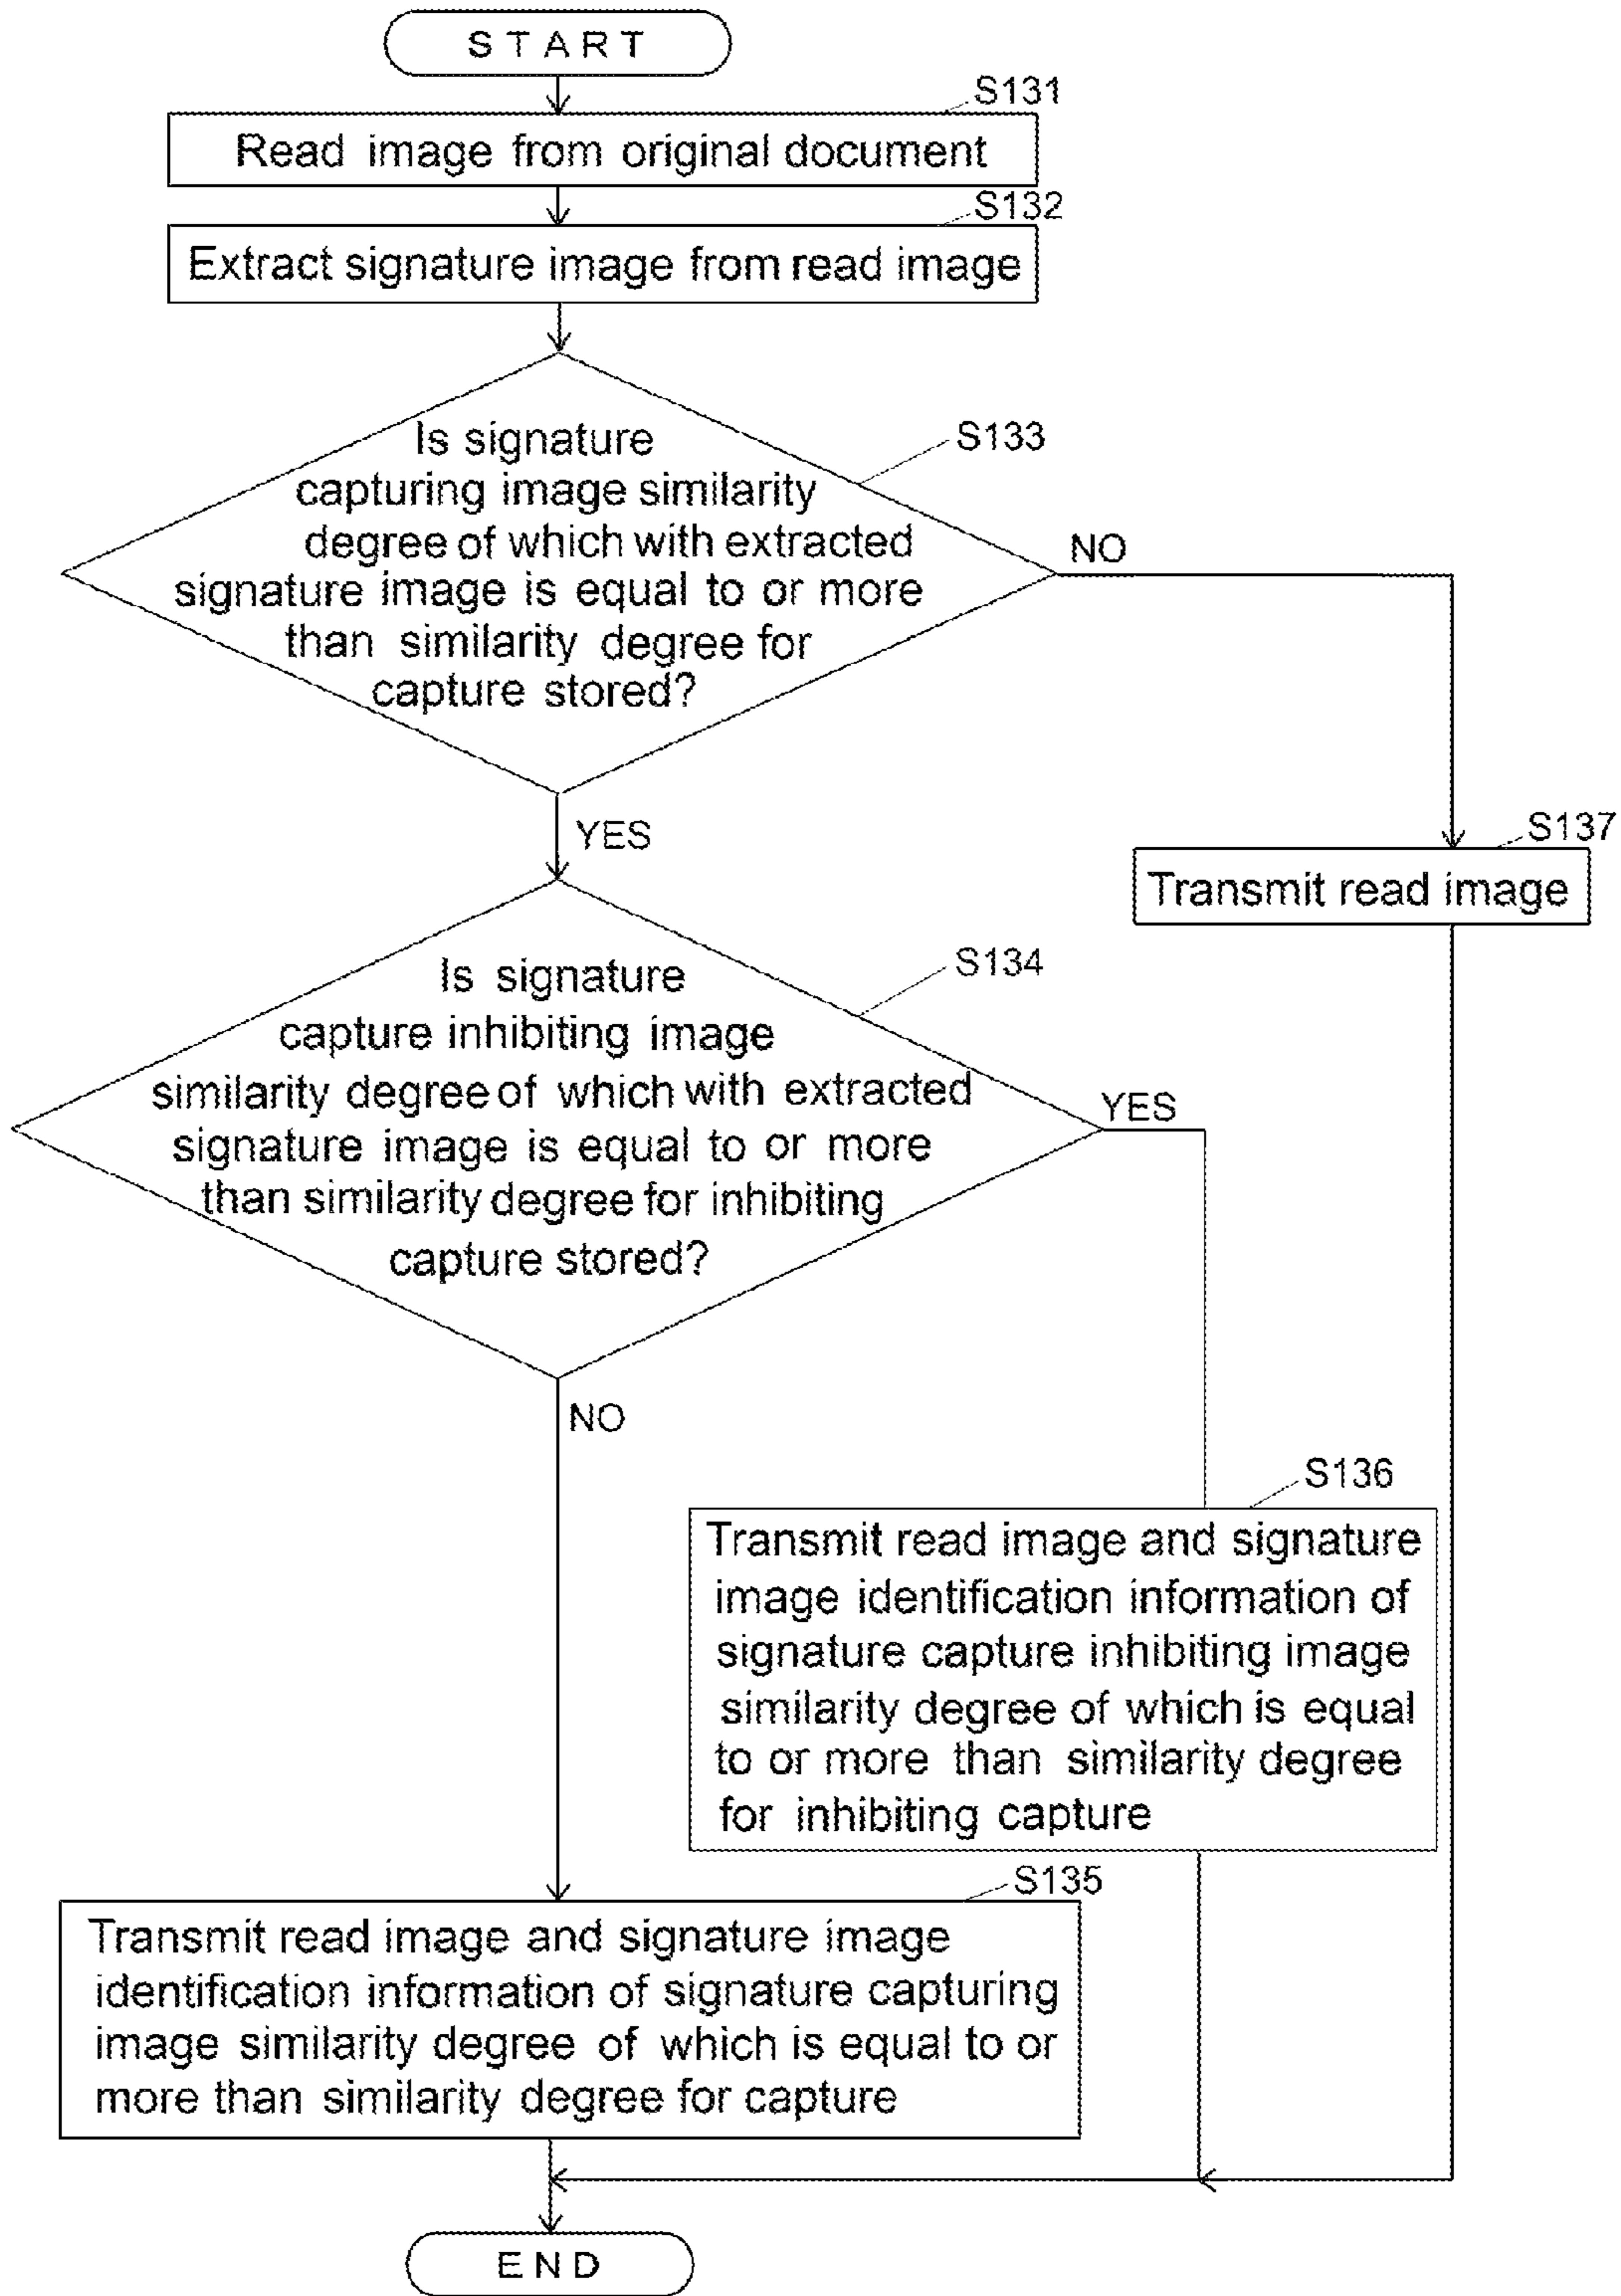 START
S131
Read image from original document
S132
Extract signature image from read image
S133
Is signature
capturing image similarity
degree of which with extracted
signature image is equal to or more
than similarity degree for
capture stored?
NO
YES
S137
Transmit read image
S134
Is signature
capture inhibiting image
similarity degree of which with extracted
signature image is equal to or more
than similarity degree for inhibiting
capture stored?
YES
NO
S136
Transmit read image and signature
image identification information of
signature capture inhibiting image
similarity degree of which is equal
to or more than similarity degree
for inhibiting capture
S135
Transmit read image and signature image
identification information of signature capturing
image similarity degree of which is equal to or
more than similarity degree for capture
END